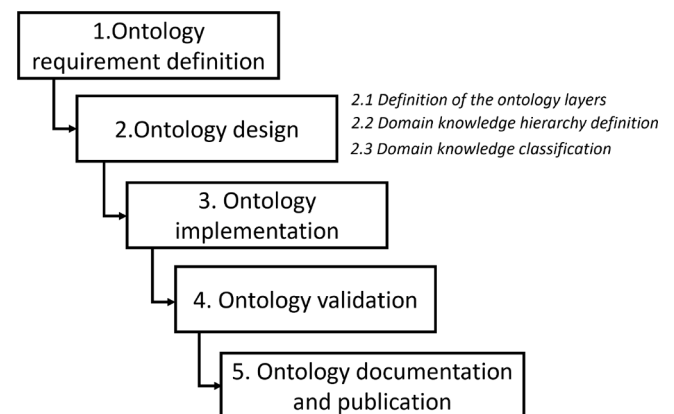 1.Ontology
requirement definition
2.Ontology design
2.1 Definition of the ontology layers
2.2 Domain knowledge hierarchy definition
2.3 Domain knowledge classification
3. Ontology
implementation
4. Ontology validation
5. Ontology documentation
and publication